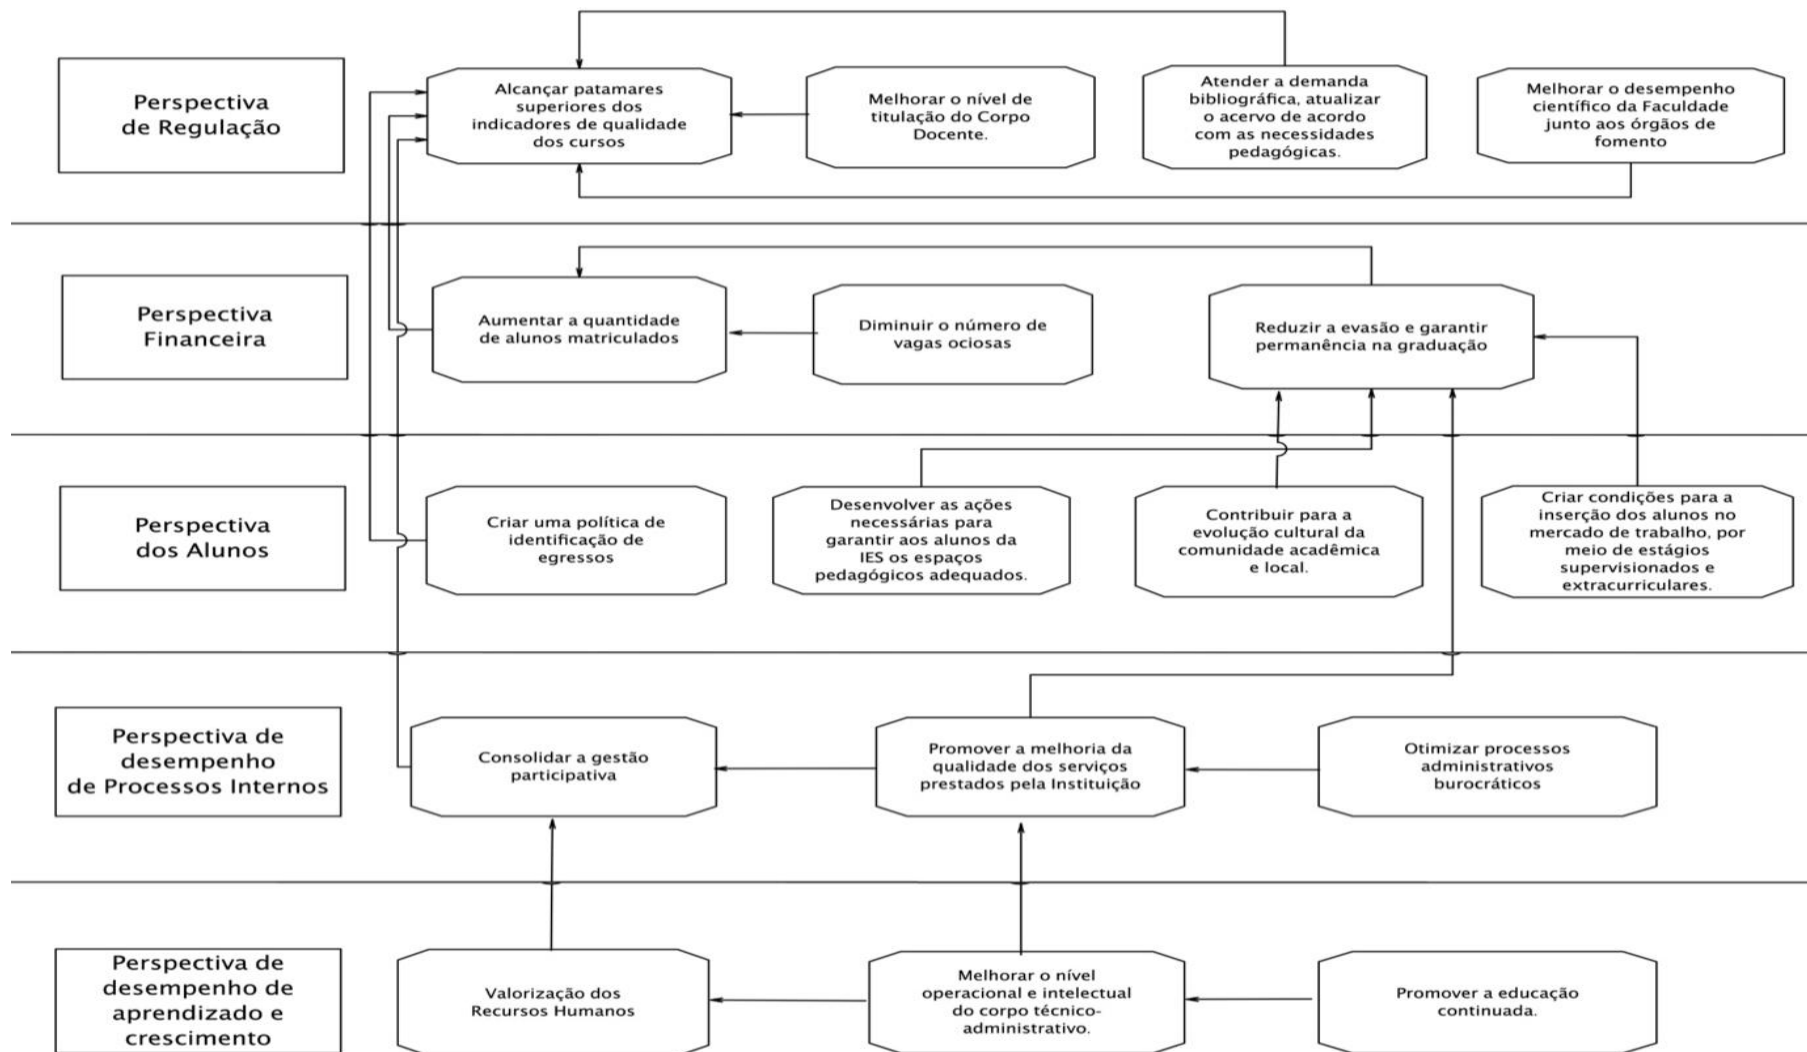 Perspectiva
de Regulação
Alcançar patamares
superiores dos
indicadores de qualidade
dos cursos
Melhorar o nível de
titulação do Corpo
Docente.
Atender a demanda
bibliográfica, atualizar
o acervo de acordo
com as necessidades
pedagógicas.
Melhorar o desempenho
científico da Faculdade
junto aos órgãos de
fomento
Perspectiva
Financeira
Aumentar a quantidade
de alunos matriculados
Diminuir o número de
vagas ociosas
Reduzir a evasão e garantir
permanência na graduação
Perspectiva
dos Alunos
Criar uma política de
identificação de
egressos
Desenvolver as ações
necessárias para
garantir aos alunos da
IES os espaços
pedagógicos adequados.
Contribuir para a
evolução cultural da
comunidade acadêmica
e local.
Criar condições para a
inserção dos alunos no
mercado de trabalho, por
meio de estágios
supervisionados e
extracurriculares.
Perspectiva de
desempenho
de Processos Internos
Consolidar a gestão
participativa
Promover a melhoria da
qualidade dos serviços
prestados pela Instituição
Otimizar processos
administrativos
burocráticos
Perspectiva de
desempenho de
aprendizado e
crescimento
Valorização dos
Recursos Humanos
Melhorar o nível
operacional e intelectual
do corpo técnico-
administrativo.
Promover a educação
continuada.